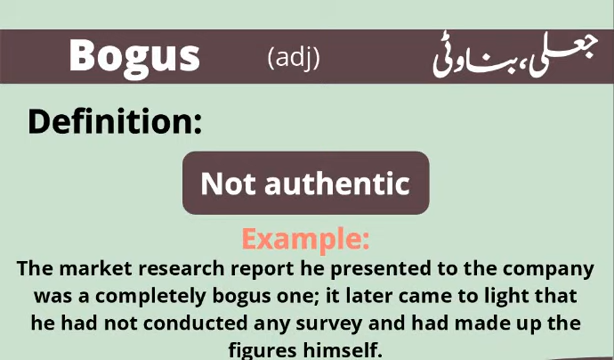 Bogus (adj) جعلی، بناوٹی
Definition:
Not authentic
Example:
The market research report he presented to the company
was a completely bogus one; it later came to light that
he had not conducted any survey and had made up the
figures himself.